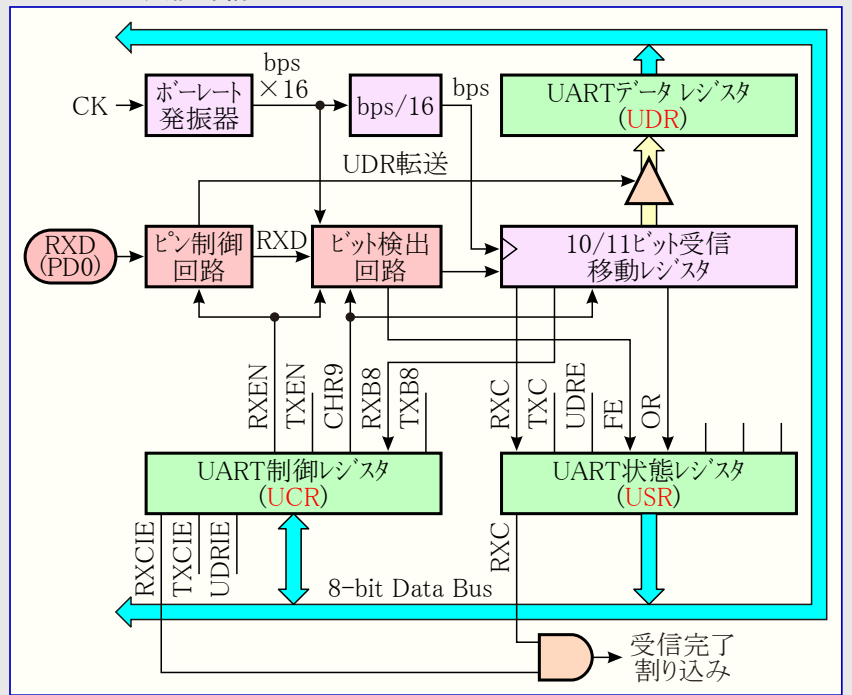 bps
×16
bps
CK
ボーレート
発振器
bps/16
UARTデータ レジスタ
(UDR)
UDR転送
RXD
(PD0)
ピン制御
回路
RXD
ビット検出
回路
10/11ビット受信
移動レジスタ
RXEN
TXEN
CHR9
RXB8
TXB8
RXC
TXC
UDRE
FE
OR
UART制御レジスタ
(UCR)
UART状態レジスタ
(USR)
RXCIE
TXCIE
UDRIE
RXC
8-bit Data Bus
受信完了
割り込み